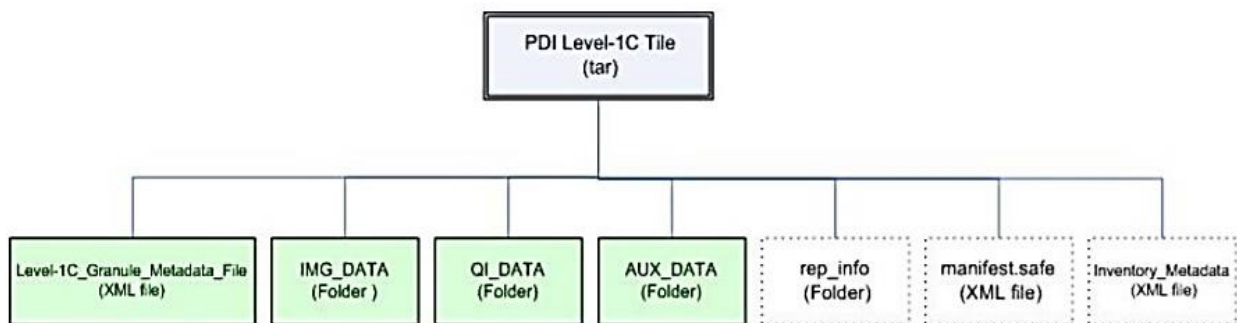 PDI Level-1C Tile
(tar)
Level-1C_Granule_Metadata_File
(XML file)
IMG_DATA
(Folder )
QI_DATA
(Folder)
AUX_DATA
(Folder)
rep_info
(Folder)
manifest.safe
(XML file)
Inventory_Metadata
(XML file)